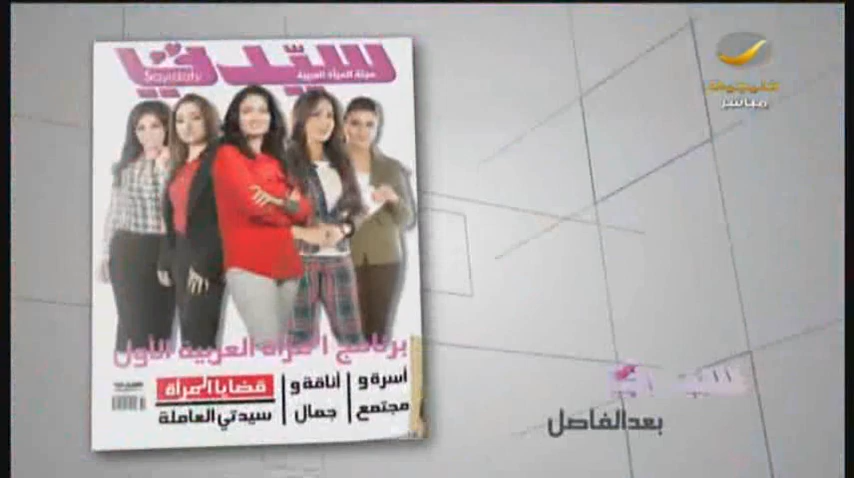 سيدتي
Sayidaty
مجلة المرأة العربية
خليجية
مباشر
برنامج المرأة العربية الأول
أسرة و
مجتمع
أناقة و
جمال
قضايا المرأة
سيدتي العاملة
بعد الفاصل